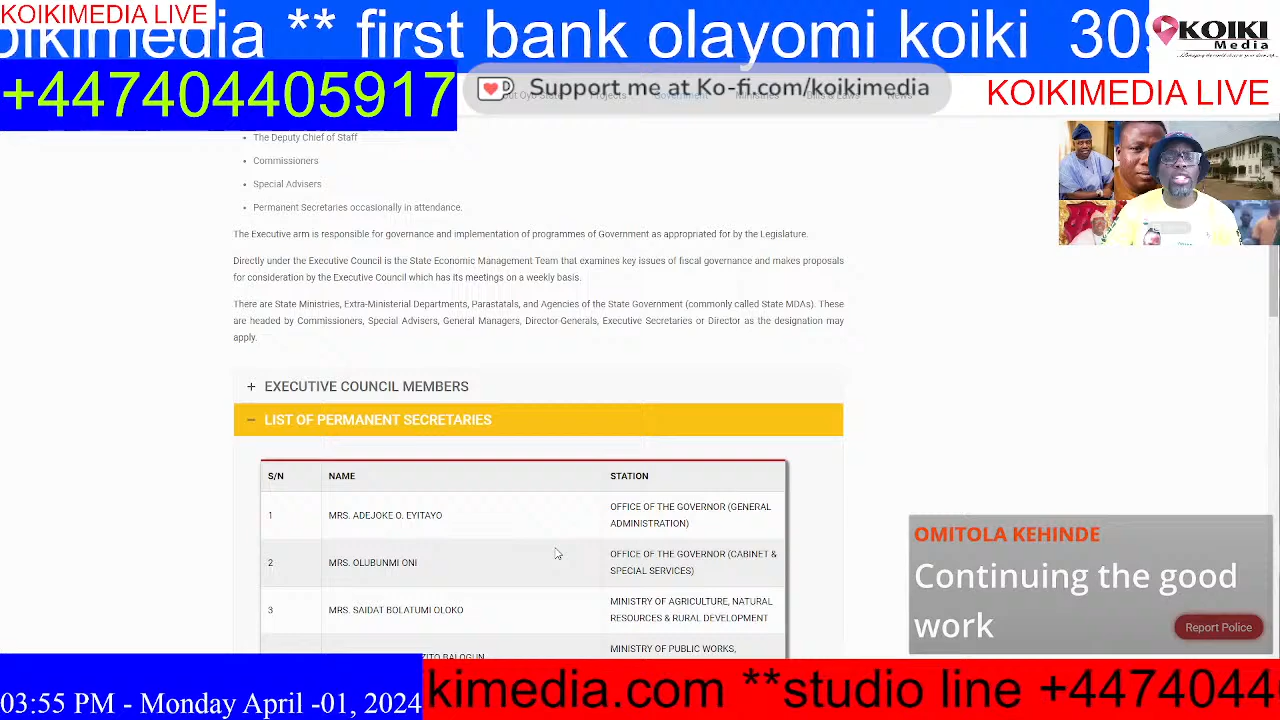 KOIKIMEDIA LIVE
oikimedia ** first bank olayomi koiki 309
KOIKI
Media
+447404405917
Support me at Ko-fi.com/koikimedia
KOIKIMEDIA LIVE
Projects
Government
Ministries
Bills & Laws
News
• The Deputy Chief of Staff
• Commissioners
• Special Advisers
• Permanent Secretaries occasionally in attendance.
The Executive arm is responsible for governance and implementation of programmes of Government as appropriated for by the Legislature.
Directly under the Executive Council is the State Economic Management Team that examines key issues of fiscal governance and makes proposals
for consideration by the Executive Council which has its meetings on a weekly basis.
There are State Ministries, Extra-Ministerial Departments, Parastatals, and Agencies of the State Government (commonly called State MDAs). These
are headed by Commissioners, Special Advisers, General Managers, Director-Generals, Executive Secretaries or Director as the designation may
apply.
+ EXECUTIVE COUNCIL MEMBERS
− LIST OF PERMANENT SECRETARIES
S/N NAME STATION
1 MRS. ADEJOKE O. EYITAYO OFFICE OF THE GOVERNOR (GENERAL
ADMINISTRATION)
2 MRS. OLUBUNMI ONI OFFICE OF THE GOVERNOR (CABINET &
SPECIAL SERVICES)
3 MRS. SAIDAT BOLATUMI OLOKO MINISTRY OF AGRICULTURE, NATURAL
RESOURCES & RURAL DEVELOPMENT
BALOGUN MINISTRY OF PUBLIC WORKS,
OMITOLA KEHINDE
Continuing the good
work
Report Police
03:55 PM - Monday April -01, 2024
kimedia.com **studio line +4474044